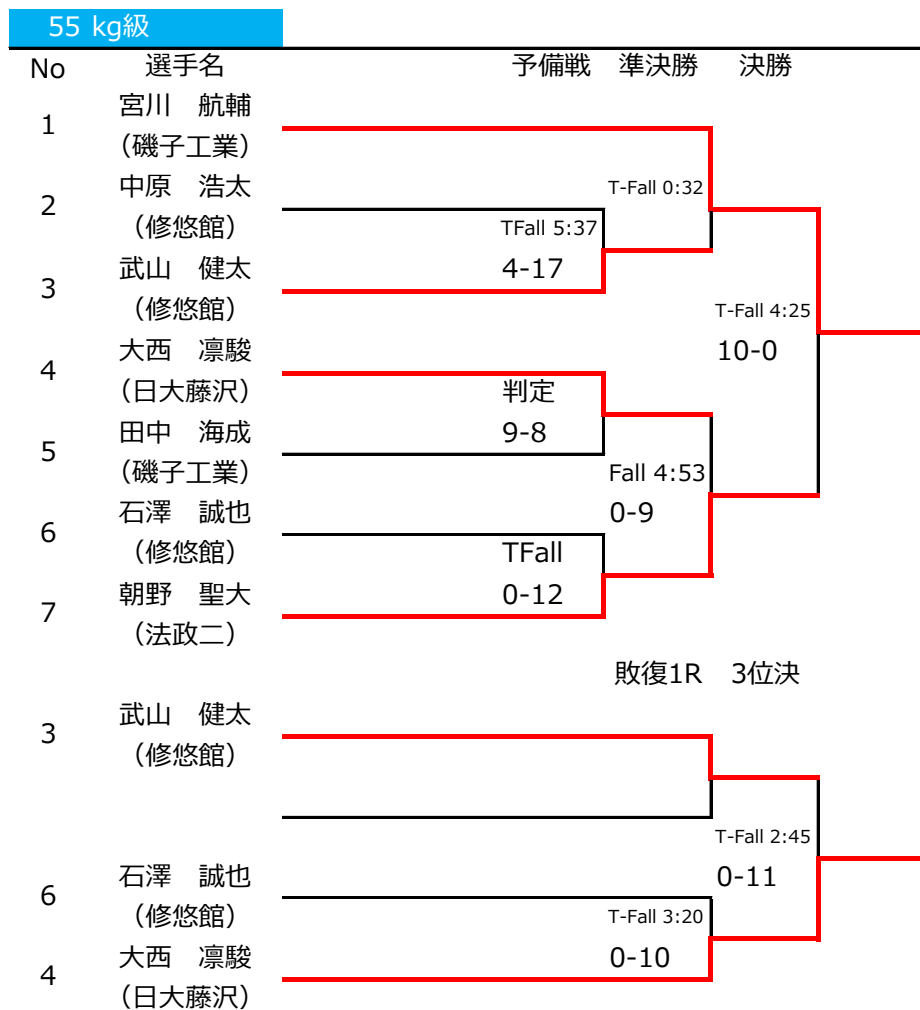 55 kg級
No 選手名 予備戦 準決勝 決勝
1 宮川　航輔
（磯子工業）
2 中原　浩太
（修悠館）
T-Fall 0:32
TFall 5:37
3 武山　健太
（修悠館）
4-17
T-Fall 4:25
10-0
4 大西　凛駿
（日大藤沢）
判定
9-8
5 田中　海成
（磯子工業）
Fall 4:53
0-9
6 石澤　誠也
（修悠館）
TFall
0-12
7 朝野　聖大
（法政二）
敗復1R 3位決
3 武山　健太
（修悠館）
T-Fall 2:45
0-11
6 石澤　誠也
（修悠館）
T-Fall 3:20
0-10
4 大西　凛駿
（日大藤沢）